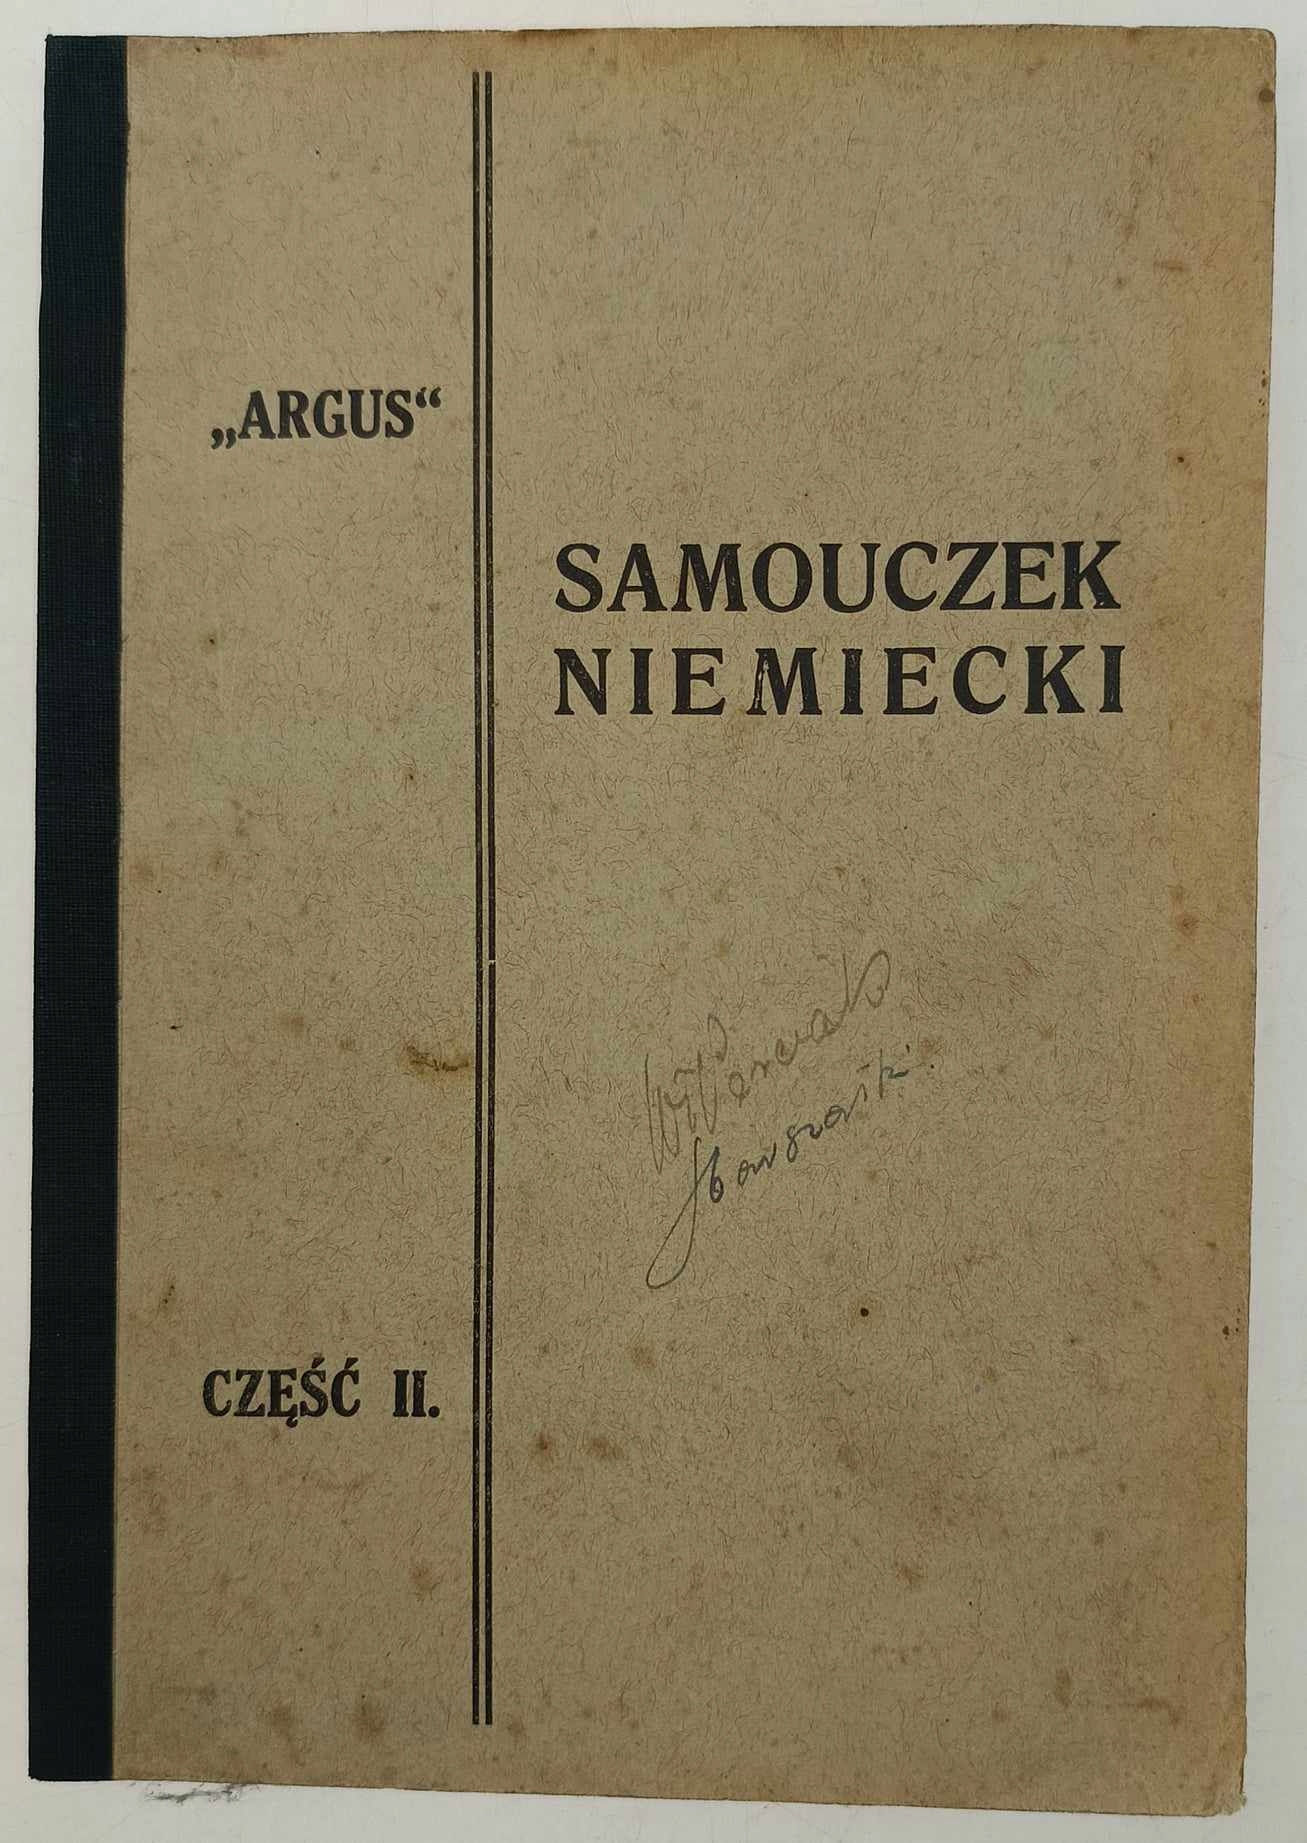 „ARGUS“
SAMOUCZEK
NIEMIECKI
CZĘŚĆ II.